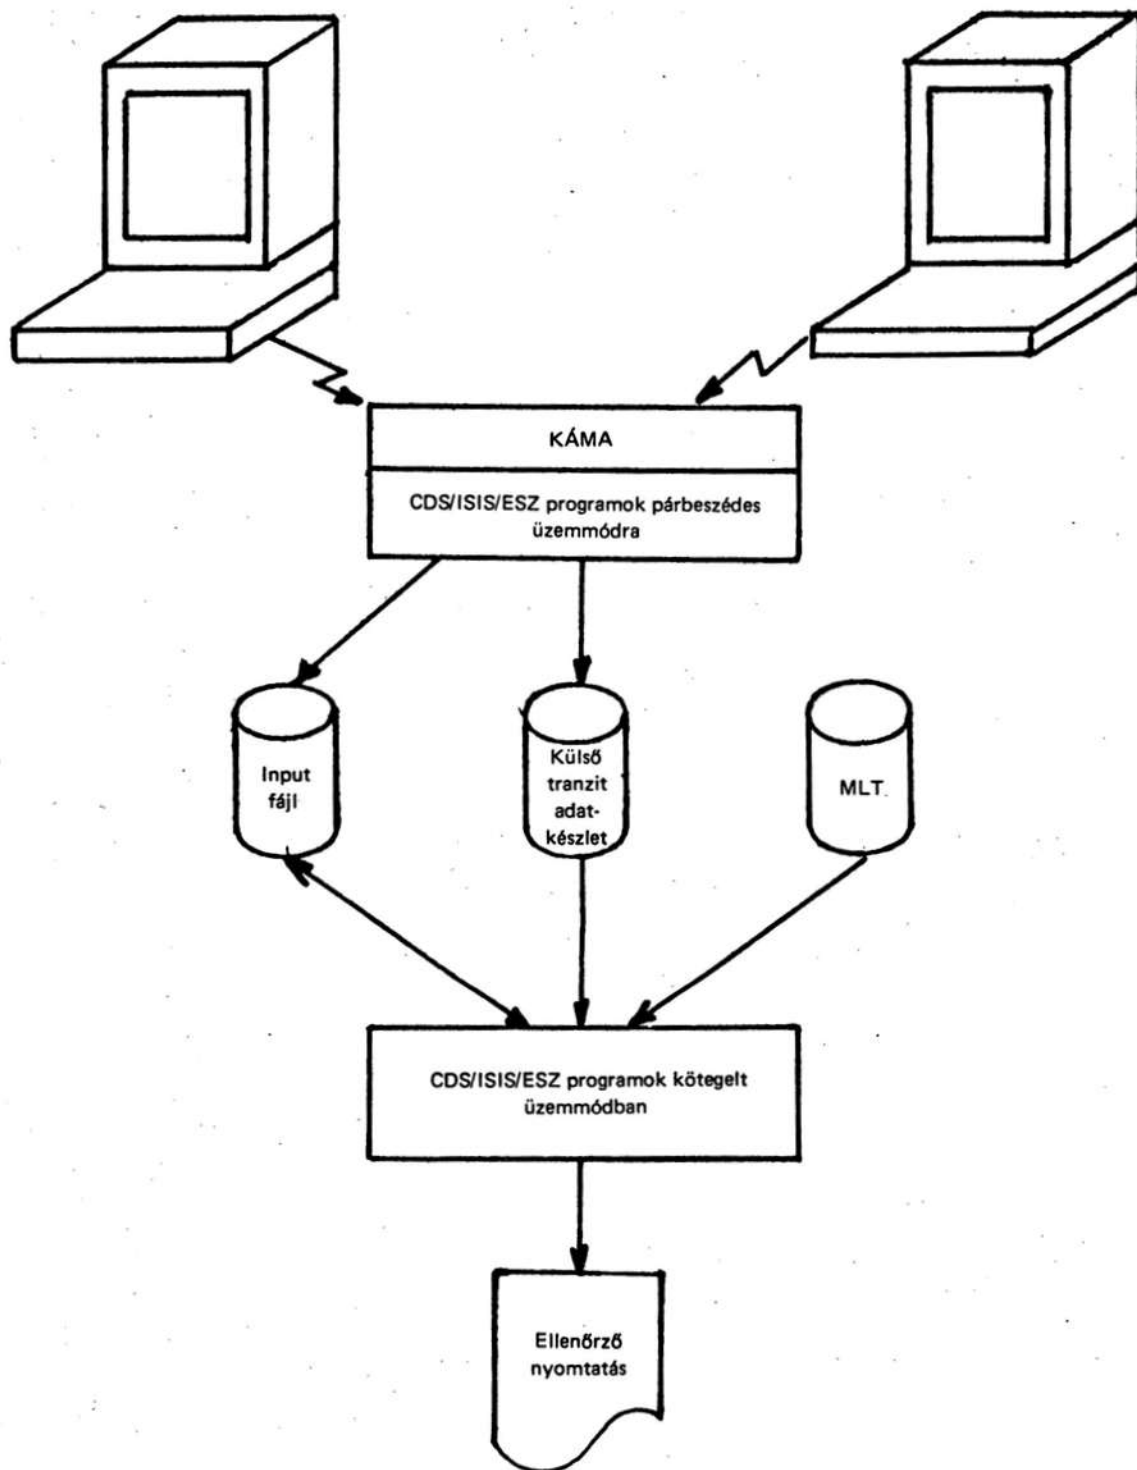 KÁMA
CDS/ISIS/ESZ programok párbeszédes
üzemmódra
Input
fájl
Külső
tranzit
adat-
készlet
MLT
CDS/ISIS/ESZ programok kötegelt
üzemmódban
Ellenőrző
nyomtatás